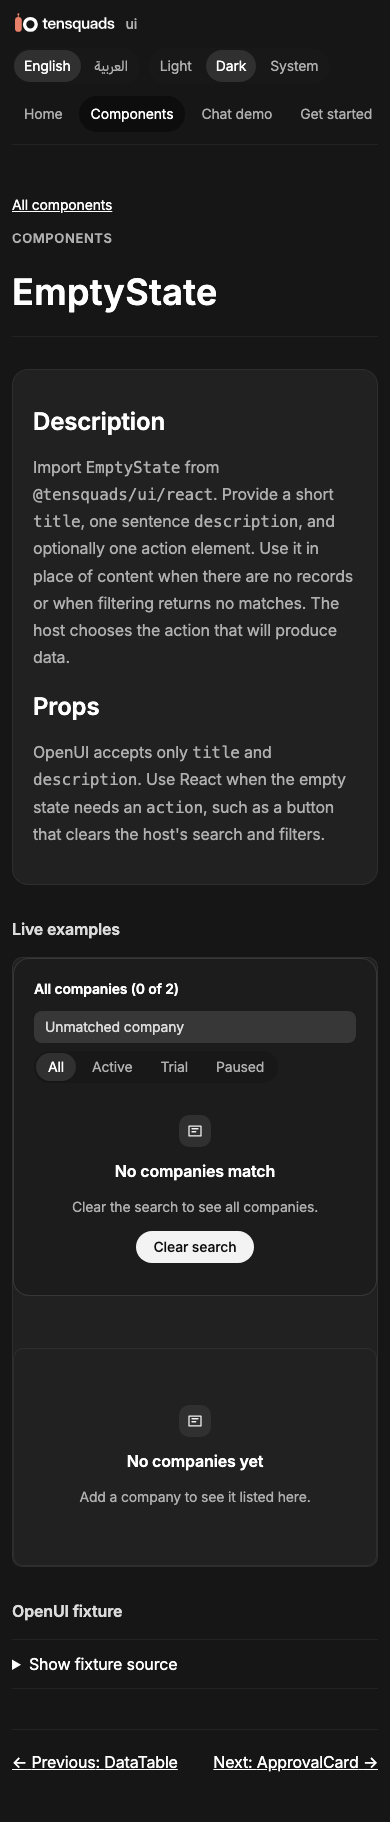 tensquads ui
English العربية Light Dark System
Home Components Chat demo Get started
All components
COMPONENTS
EmptyState
Description
Import EmptyState from
@tensquads/ui/react. Provide a short
title, one sentence description, and
optionally one action element. Use it in
place of content when there are no records
or when filtering returns no matches. The
host chooses the action that will produce
data.
Props
OpenUI accepts only title and
description. Use React when the empty
state needs an action, such as a button
that clears the host's search and filters.
Live examples
All companies (0 of 2)
Unmatched company
All Active Trial Paused
No companies match
Clear the search to see all companies.
Clear search
No companies yet
Add a company to see it listed here.
OpenUI fixture
▶ Show fixture source
← Previous: DataTable Next: ApprovalCard →